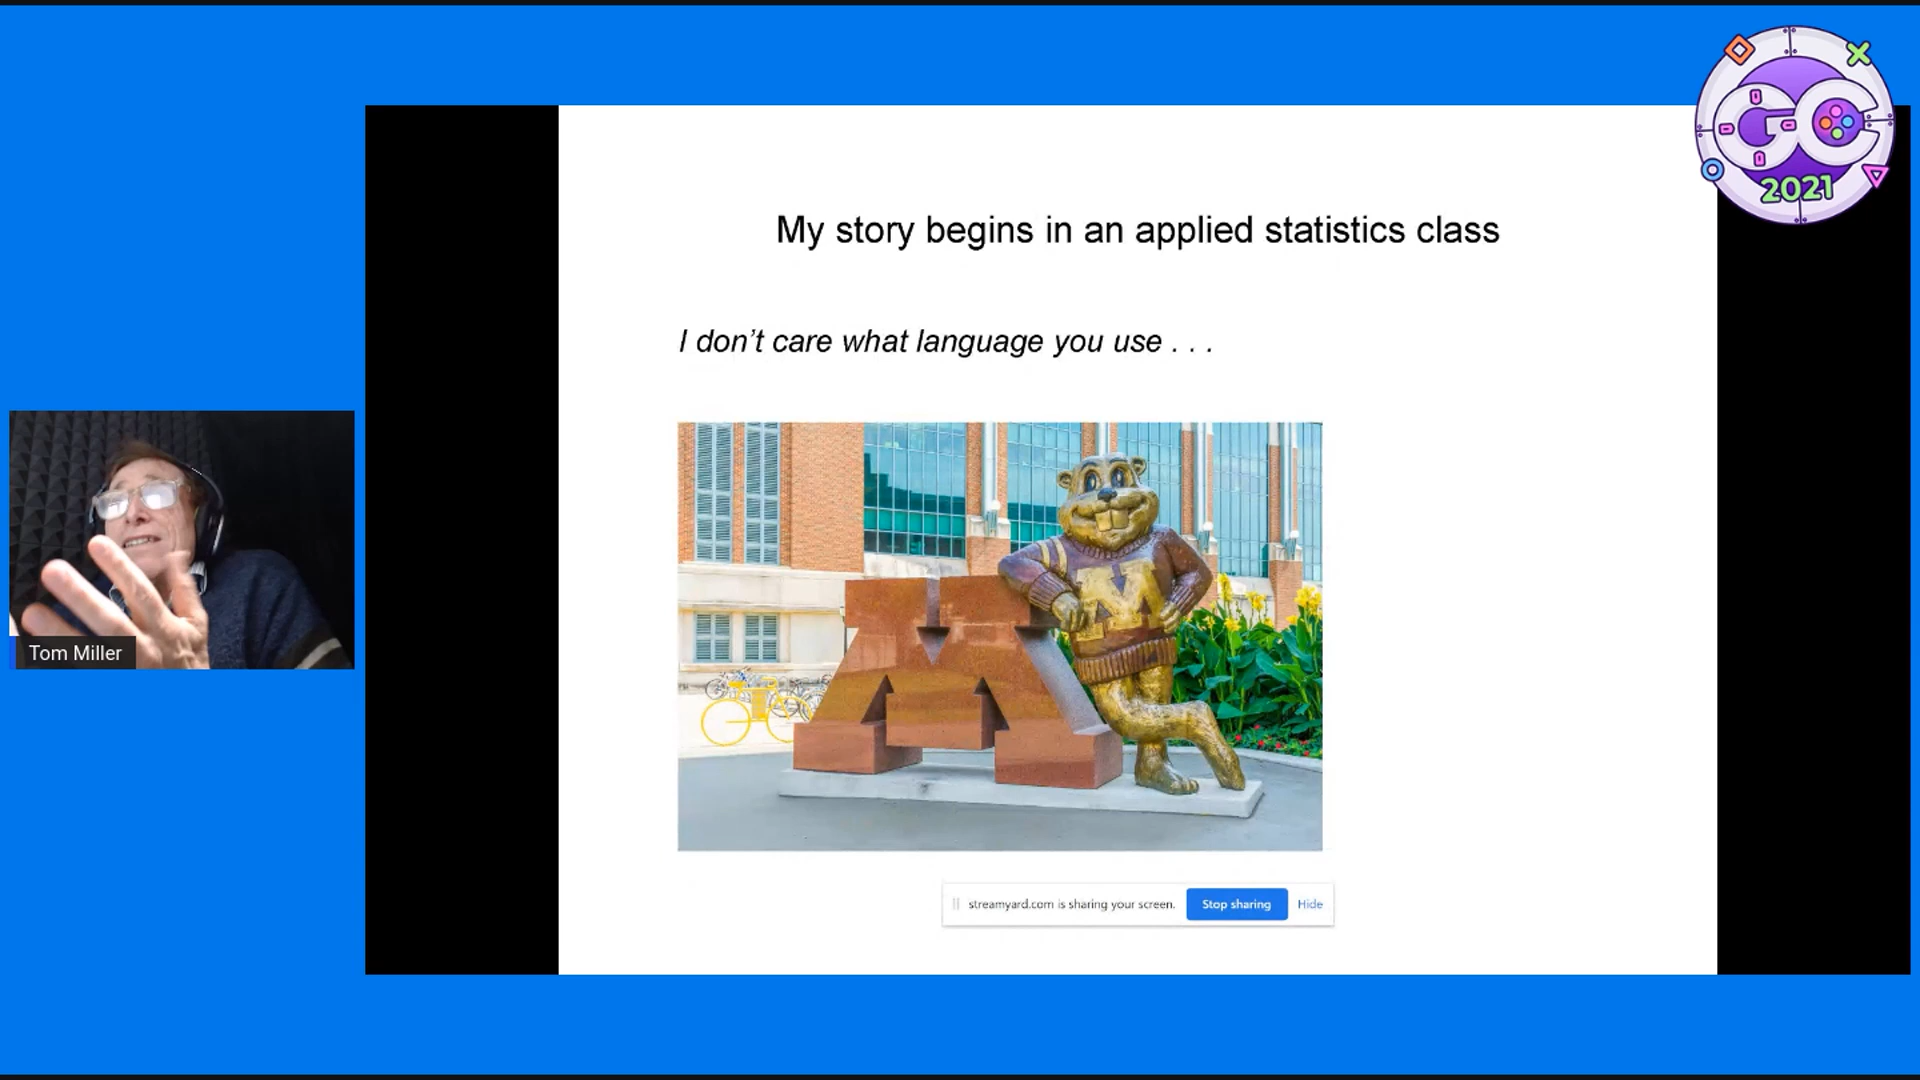 GC
2021
My story begins in an applied statistics class
I don’t care what language you use . . .
M
M
Tom Miller
streamyard.com is sharing your screen.
Stop sharing
Hide